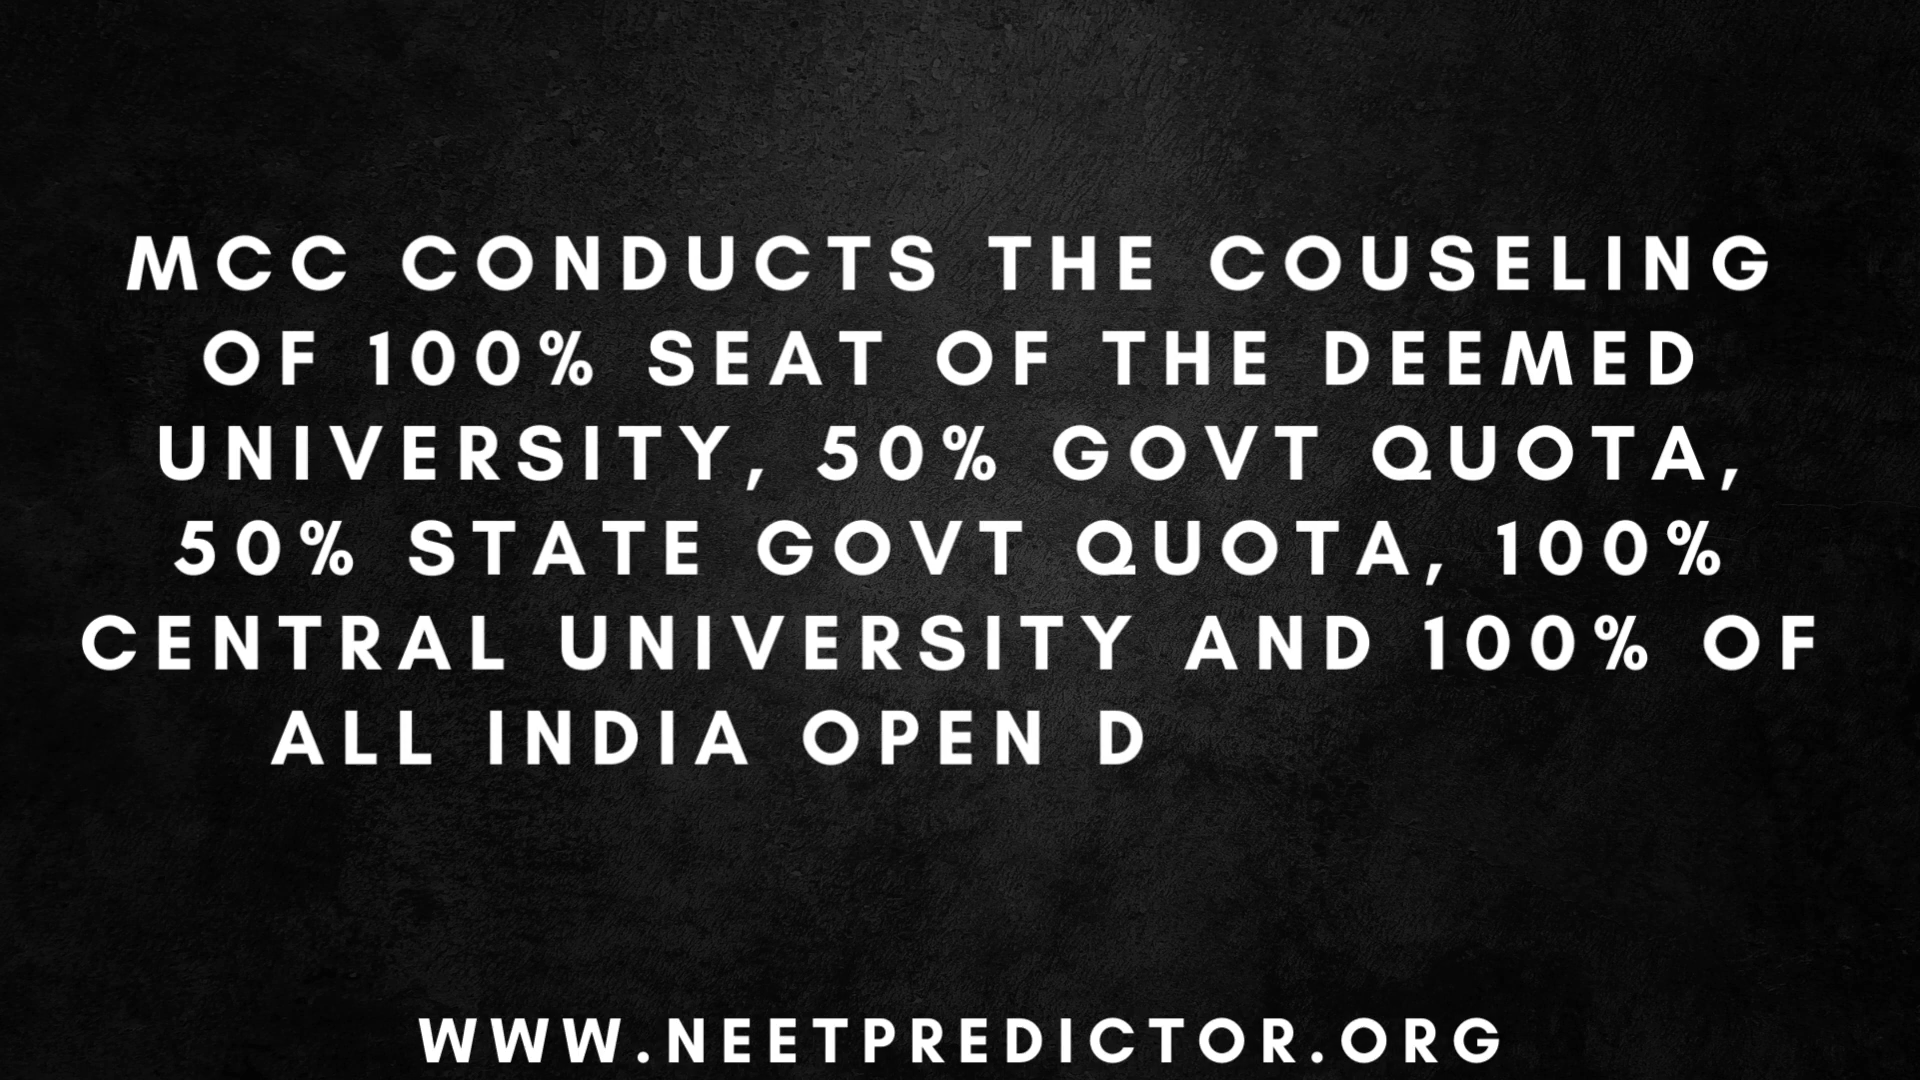 MCC CONDUCTS THE COUSELING
OF 100% SEAT OF THE DEEMED
UNIVERSITY, 50% GOVT QUOTA,
50% STATE GOVT QUOTA, 100%
CENTRAL UNIVERSITY AND 100% OF
ALL INDIA OPEN D
WWW.NEETPREDICTOR.ORG